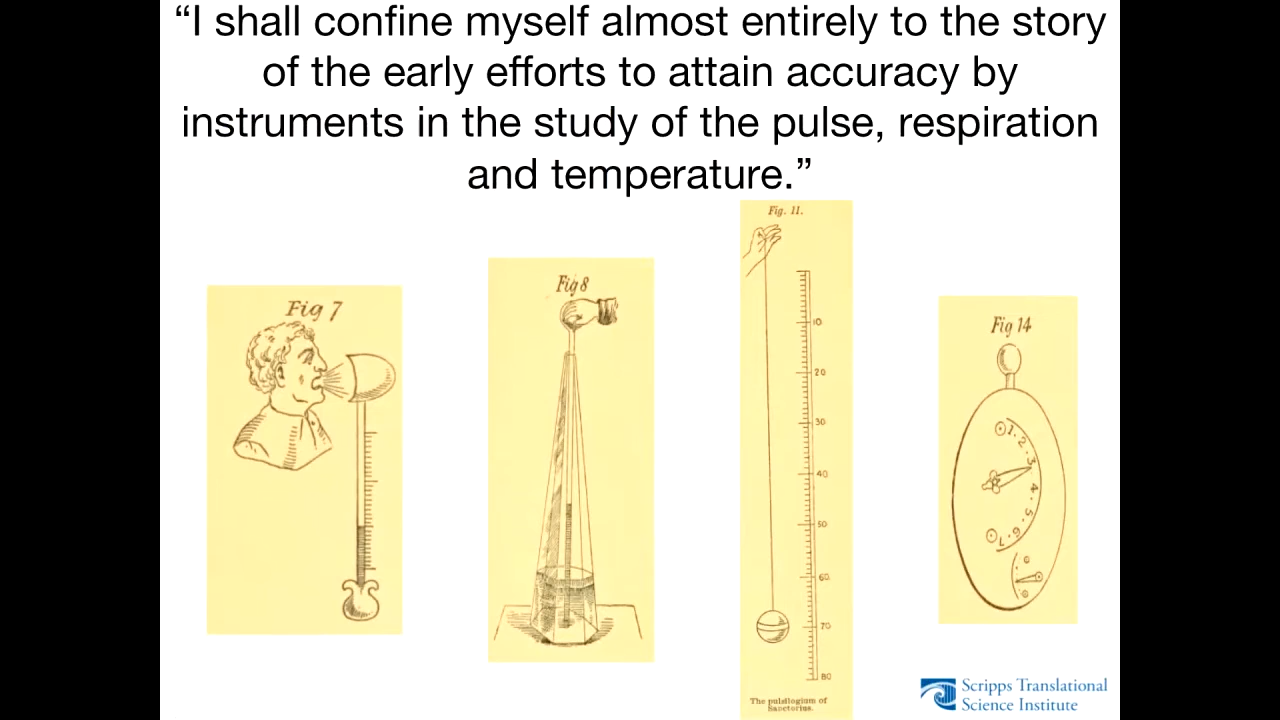 “I shall confine myself almost entirely to the story
of the early efforts to attain accuracy by
instruments in the study of the pulse, respiration
and temperature.”
Fig 7
Fig 8
Fig. 11.
10
20
30
40
50
60
70
80
The pulsilogium of
Sanctorius.
Fig 14
1 . 2 . 3
4 . 5 . 6 . 7
Scripps Translational
Science Institute